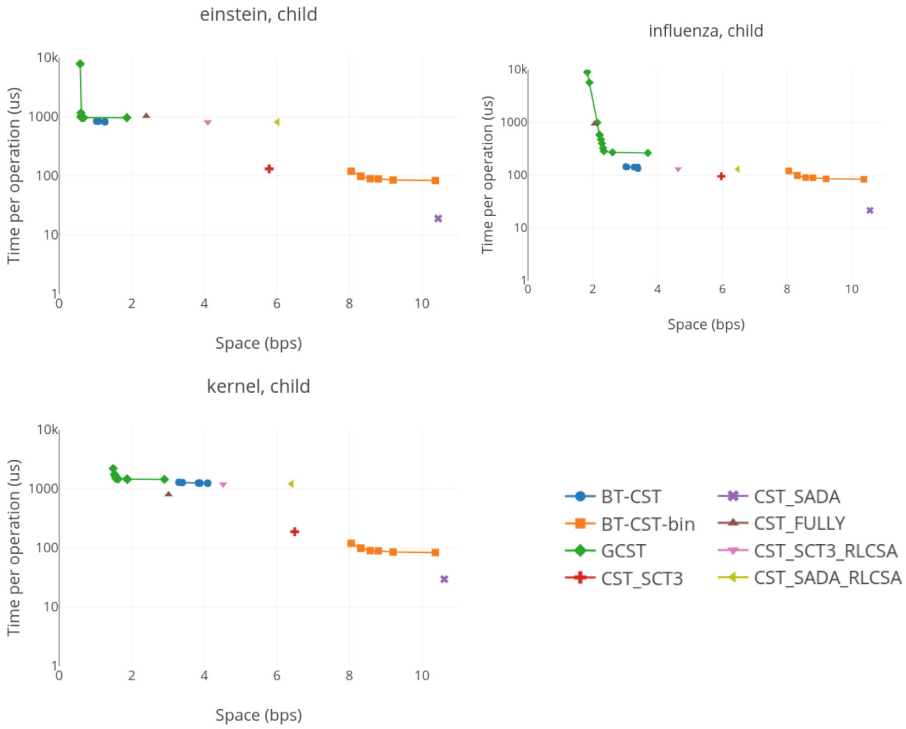 einstein, child
Time per operation (us)
10k
1000
100
10
1
0 2 4 6 8 10
Space (bps)
influenza, child
Time per operation (us)
10k
1000
100
10
1
0 2 4 6 8 10
Space (bps)
kernel, child
Time per operation (us)
10k
1000
100
10
1
0 2 4 6 8 10
Space (bps)
BT-CST
BT-CST-bin
GCST
CST_SCT3
CST_SADA
CST_FULLY
CST_SCT3_RLCSA
CST_SADA_RLCSA